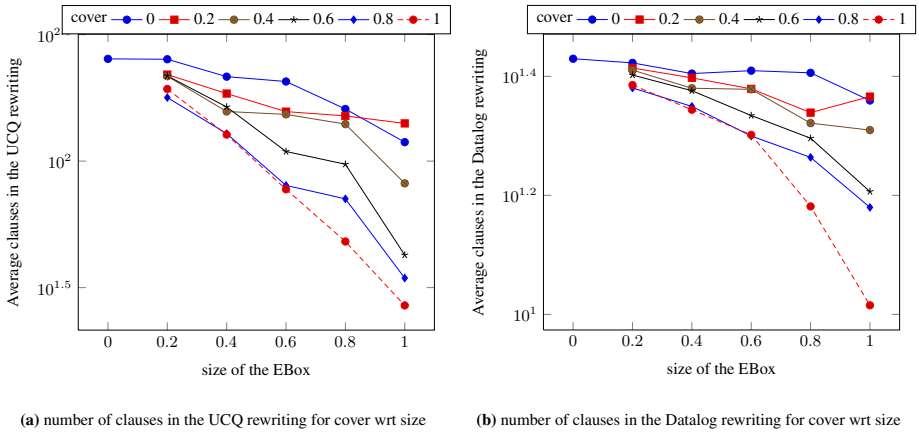 cover 0 0.2 0.4 0.6 0.8 1
Average clauses in the UCQ rewriting
10^2
10^2
10^1.5
0 0.2 0.4 0.6 0.8 1
size of the EBox
(a) number of clauses in the UCQ rewriting for cover wrt size
cover 0 0.2 0.4 0.6 0.8 1
Average clauses in the Datalog rewriting
10^1.4
10^1.2
10^1
0 0.2 0.4 0.6 0.8 1
size of the EBox
(b) number of clauses in the Datalog rewriting for cover wrt size